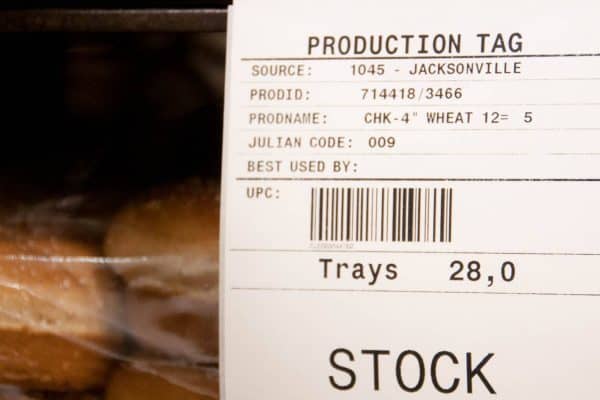 PRODUCTION TAG
SOURCE: 1045 - JACKSONVILLE
PRODID: 714418/3466
PRODNAME: CHK-4" WHEAT 12= 5
JULIAN CODE: 009
BEST USED BY:
UPC:
Trays 28,0
STOCK